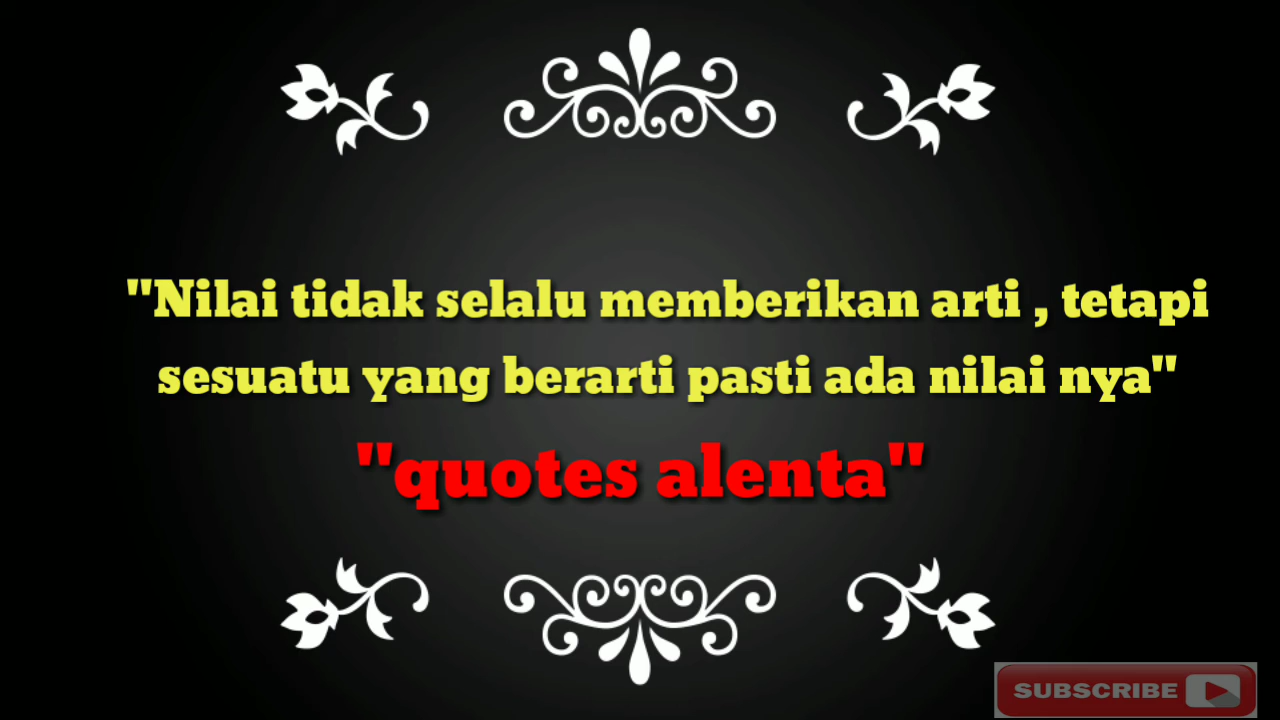 "Nilai tidak selalu memberikan arti , tetapi
sesuatu yang berarti pasti ada nilai nya"
"quotes alenta"
SUBSCRIBE